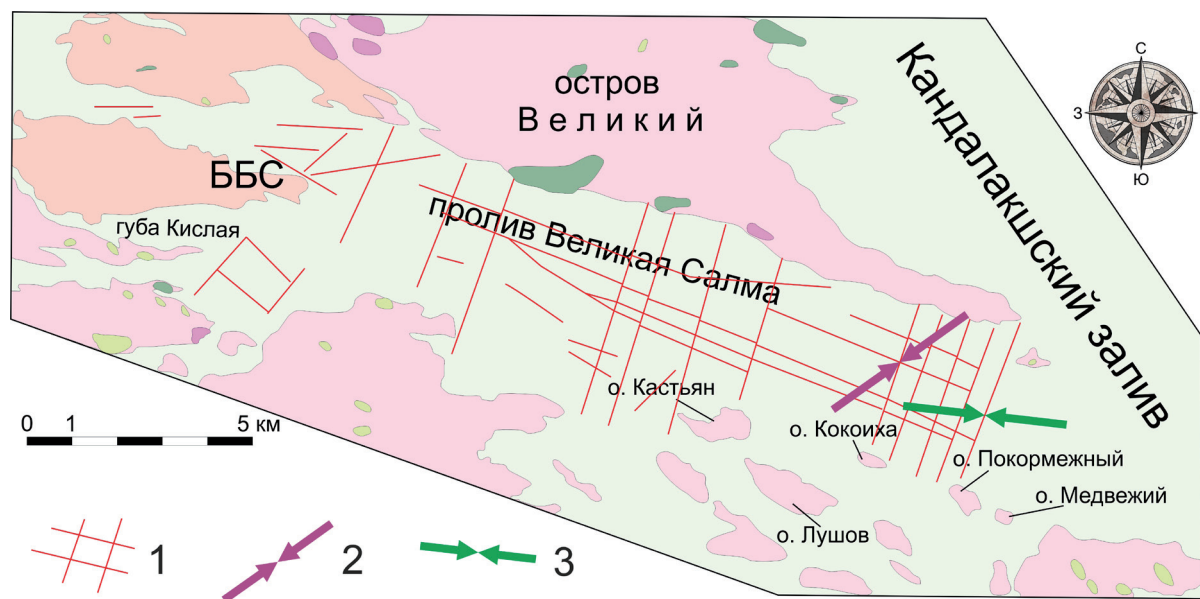 остров
Великий
Кандалакшский залив
С
З
Ю
ББС
губа Кислая
пролив Великая Салма
о. Кастьян
о. Кокоиха
о. Покормежный
о. Медвежий
о. Лушов
0 1 5 км
1 2 3